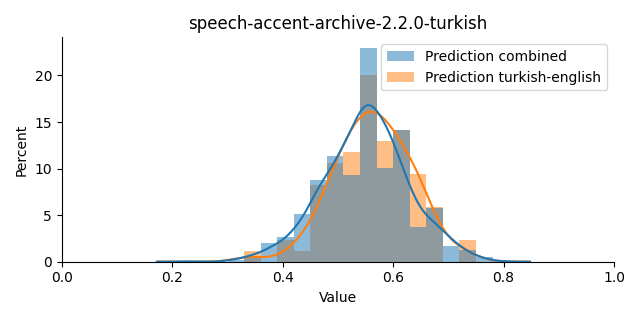 speech-accent-archive-2.2.0-turkish
Prediction combined
Prediction turkish-english
Percent
20
15
10
5
0
0.0 0.2 0.4 0.6 0.8 1.0
Value